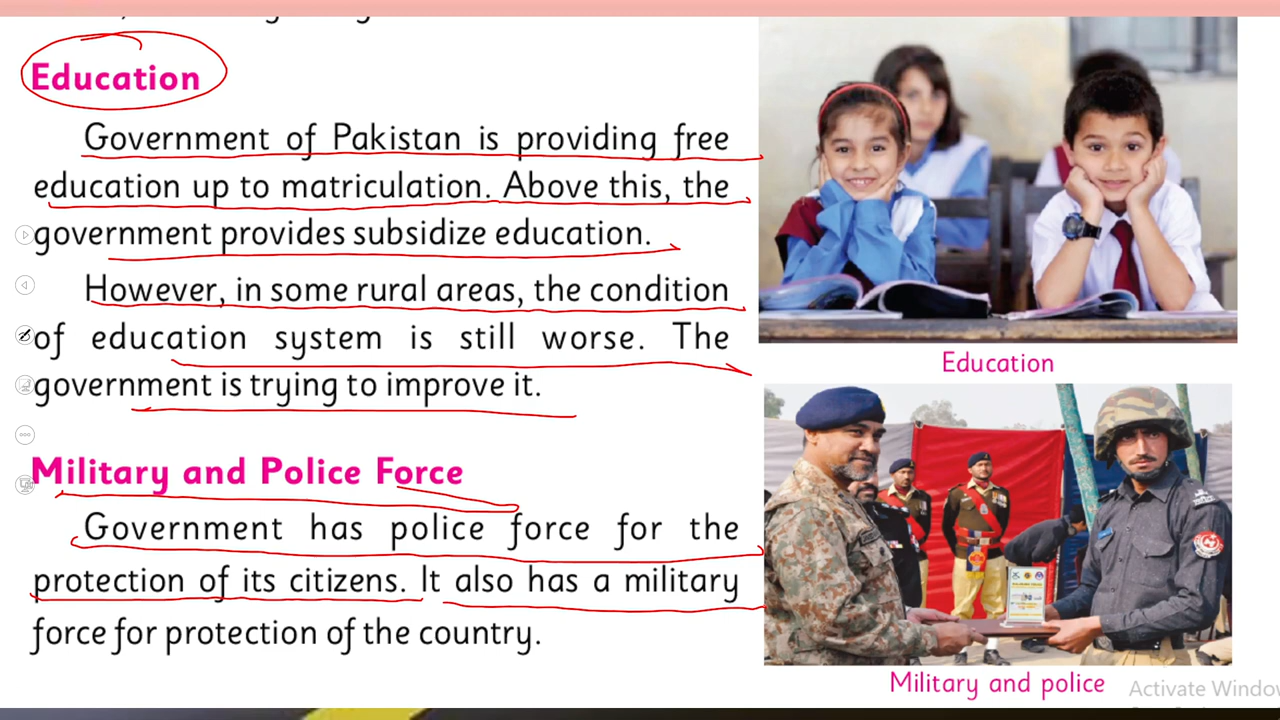 Education
Government of Pakistan is providing free
education up to matriculation. Above this, the
government provides subsidize education.
However, in some rural areas, the condition
of education system is still worse. The
government is trying to improve it.
Military and Police Force
Government has police force for the
protection of its citizens. It also has a military
force for protection of the country.
Education
Military and police
Activate Windo